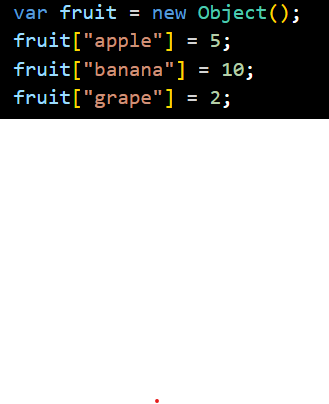 var fruit = new Object();
fruit["apple"] = 5;
fruit["banana"] = 10;
fruit["grape"] = 2;